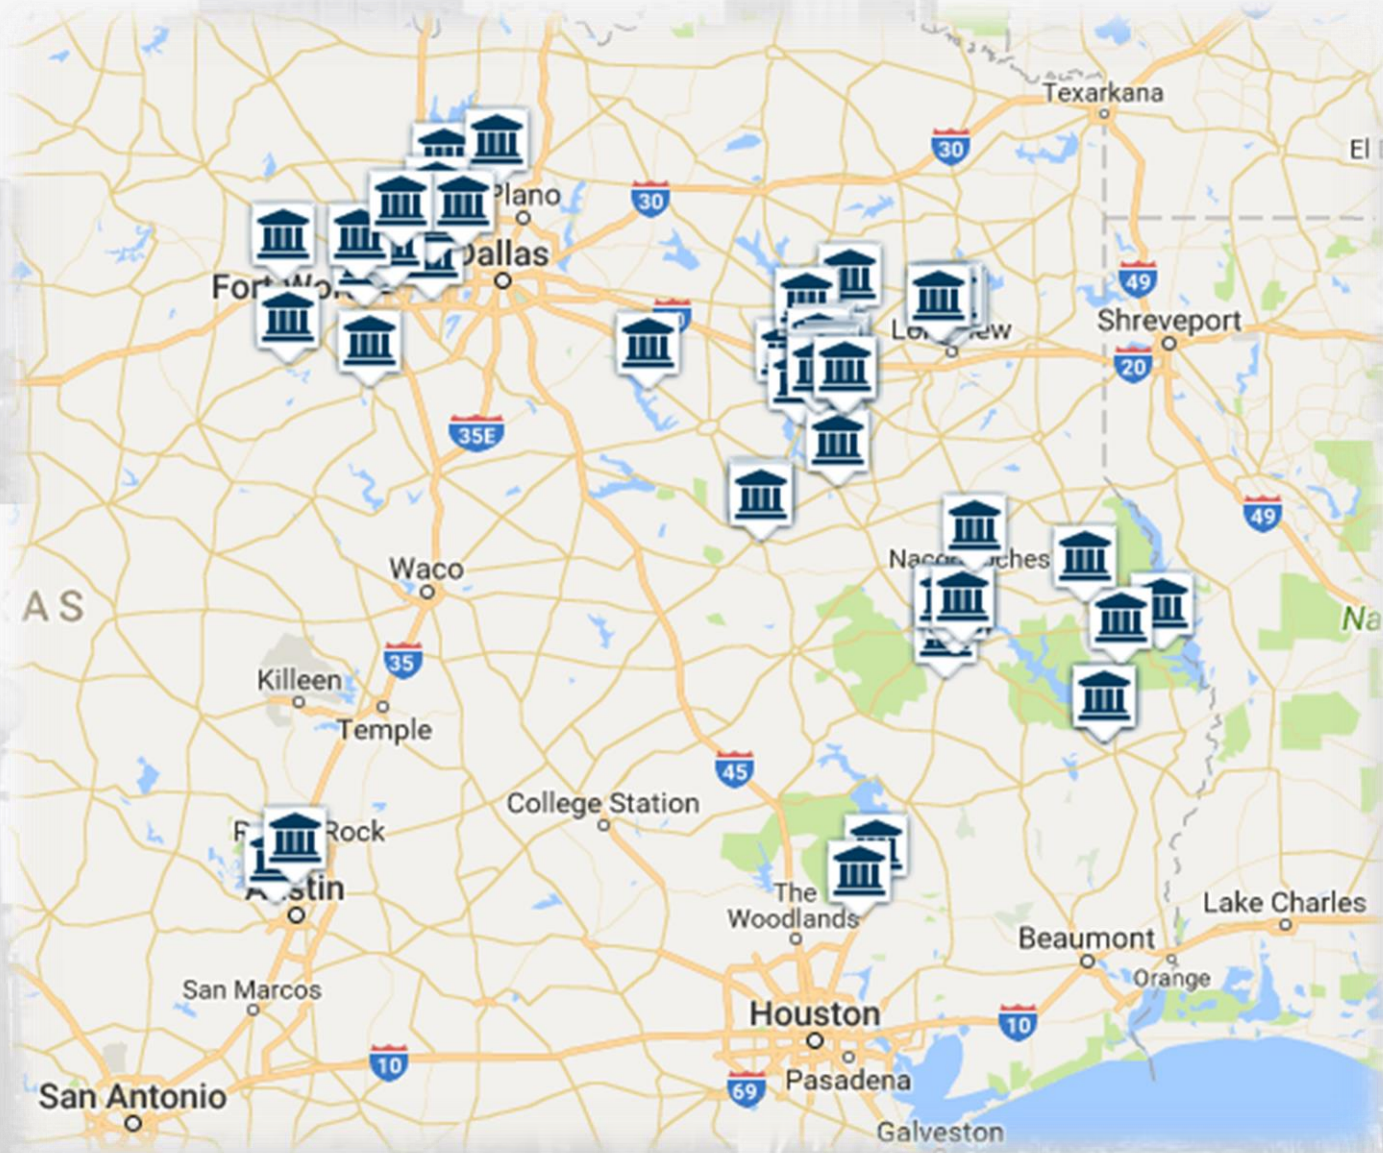 Texarkana
30
El
Plano
30
Dallas
49
Shreveport
20
35E
49
Waco
AS
Na
35
Killeen
Temple
45
College Station
The
Woodlands
Lake Charles
Beaumont
Orange
San Marcos
Houston
10
10
Pasadena
69
San Antonio
Galveston